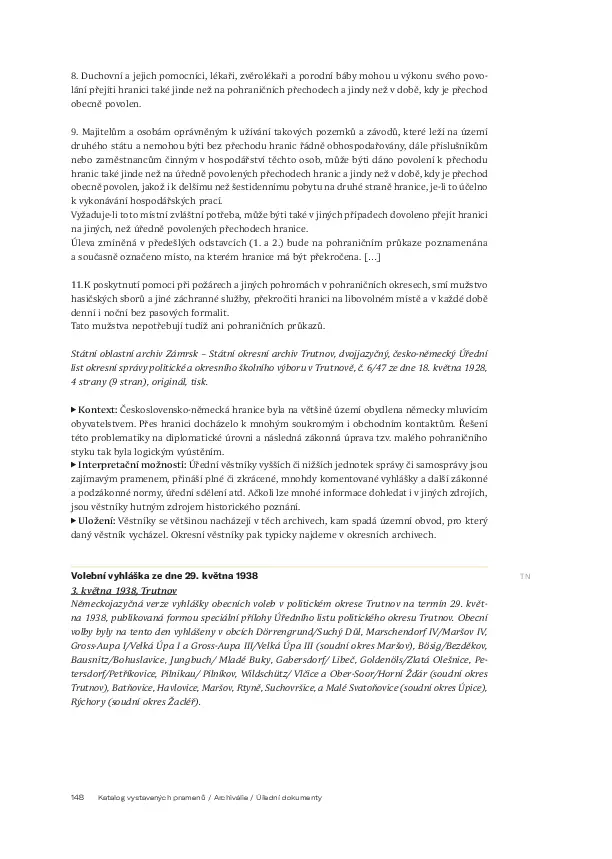 8. Duchovní a jejich pomocníci, lékaři, zvěrolékaři a porodní báby mohou u výkonu svého povo-
lání přejíti hranici také jinde než na pohraničních přechodech a jindy než v době, kdy je přechod
obecně povolen.
9. Majitelům a osobám oprávněným k užívání takových pozemků a závodů, které leží na území
druhého státu a nemohou býti bez přechodu hranic řádně obhospodařovány, dále příslušníkům
nebo zaměstnancům činným v hospodářství těchto osob, může býti dáno povolení k přechodu
hranic také jinde než na úředně povolených přechodech hranic a jindy než v době, kdy je přechod
obecně povolen, jakož i k delšímu než šestidennímu pobytu na druhé straně hranice, je-li to účelno
k vykonávání hospodářských prací.
Vyžaduje-li to to místní zvláštní potřeba, může býti také v jiných případech dovoleno přejít hranici
na jiných, než úředně povolených přechodech hranice.
Úleva zmíněná v předešlých odstavcích (1. a 2.) bude na pohraničním průkaze poznamenána
a současně označeno místo, na kterém hranice má být překročena. […]
11.K poskytnutí pomoci při požárech a jiných pohromách v pohraničních okresech, smí mužstvo
hasičských sborů a jiné záchranné služby, překročiti hranici na libovolném místě a v každé době
denní i noční bez pasových formalit.
Tato mužstva nepotřebují tudíž ani pohraničních průkazů.
Státní oblastní archiv Zámrsk – Státní okresní archiv Trutnov, dvojjazyčný, česko-německý Úřední
list okresní správy politické a okresního školního výboru v Trutnově, č. 6/47 ze dne 18. května 1928,
4 strany (9 stran), originál, tisk.
▶ Kontext: Československo-německá hranice byla na většině území obydlena německy mluvícím
obyvatelstvem. Přes hranici docházelo k mnohým soukromým i obchodním kontaktům. Řešení
této problematiky na diplomatické úrovni a následná zákonná úprava tzv. malého pohraničního
styku tak byla logickým vyústěním.
▶ Interpretační možnosti: Úřední věstníky vyšších či nižších jednotek správy či samosprávy jsou
zajímavým pramenem, přináší plné či zkrácené, mnohdy komentované vyhlášky a další zákonné
a podzákonné normy, úřední sdělení atd. Ačkoli lze mnohé informace dohledat i v jiných zdrojích,
jsou věstníky hutným zdrojem historického poznání.
▶ Uložení: Věstníky se většinou nacházejí v těch archivech, kam spadá územní obvod, pro který
daný věstník vycházel. Okresní věstníky pak typicky najdeme v okresních archivech.
Volební vyhláška ze dne 29. května 1938
TN
3. května 1938, Trutnov
Německojazyčná verze vyhlášky obecních voleb v politickém okrese Trutnov na termín 29. květ-
na 1938, publikovaná formou speciální přílohy Úředního listu politického okresu Trutnov. Obecní
volby byly na tento den vyhlášeny v obcích Dörrengrund/Suchý Důl, Marschendorf IV/Maršov IV,
Gross-Aupa I/Velká Úpa I a Gross-Aupa III/Velká Úpa III (soudní okres Maršov), Bösig/Bezděkov,
Bausnitz/Bohuslavice, Jungbuch/ Mladé Buky, Gabersdorf/ Libeč, Goldenöls/Zlatá Olešnice, Pe-
tersdorf/Petříkovice, Pilnikau/ Pilníkov, Wildschütz/ Vlčice a Ober-Soor/Horní Žďár (soudní okres
Trutnov), Batňovice, Havlovice, Maršov, Rtyně, Suchovršice, a Malé Svatoňovice (soudní okres Úpice),
Rýchory (soudní okres Žacléř).
148 Katalog vystavených pramenů / Archiválie / Úřední dokumenty